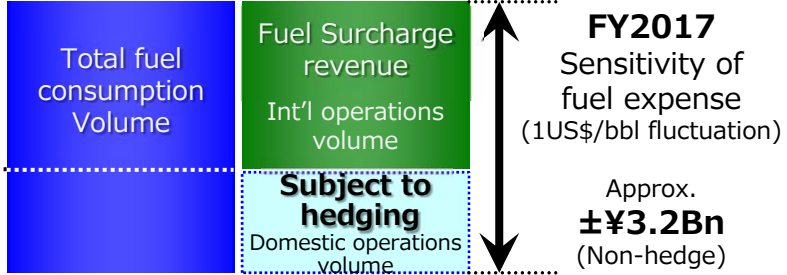 Total fuel
consumption
Volume
Fuel Surcharge
revenue
Int'l operations
volume
Subject to
hedging
Domestic operations
volume
FY2017
Sensitivity of
fuel expense
(1US$/bbl fluctuation)
Approx.
±¥3.2Bn
(Non-hedge)